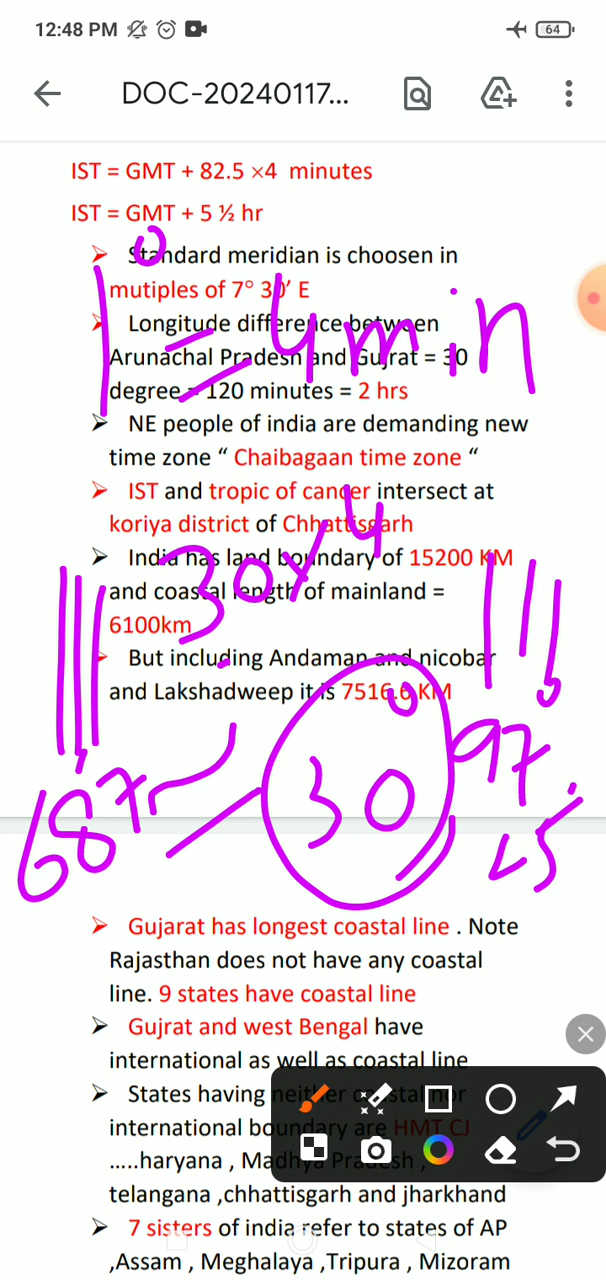 12:48 PM 64
DOC-20240117...
IST = GMT + 82.5 ×4 minutes
IST = GMT + 5 ½ hr
➢ Standard meridian is choosen in
mutiples of 7° 30' E
➢ Longitude difference between
Arunachal Pradesh and Gujrat = 30
degree = 120 minutes = 2 hrs
➢ NE people of india are demanding new
time zone “ Chaibagaan time zone “
➢ IST and tropic of cancer intersect at
koriya district of Chhattisgarh
➢ India has land boundary of 15200 KM
and coastal length of mainland =
6100km
➢ But including Andaman and nicobar
and Lakshadweep it is 7516.6 KM
1° = 4 min
30 x 4
687
30°
97
25'
➢ Gujarat has longest coastal line . Note
Rajasthan does not have any coastal
line. 9 states have coastal line
➢ Gujrat and west Bengal have
international as well as coastal line
➢ States having neither coastal nor
international boundary are HMT CJ
.....haryana , Madhya Pradesh ,
telangana ,chhattisgarh and jharkhand
➢ 7 sisters of india refer to states of AP
,Assam , Meghalaya ,Tripura , Mizoram